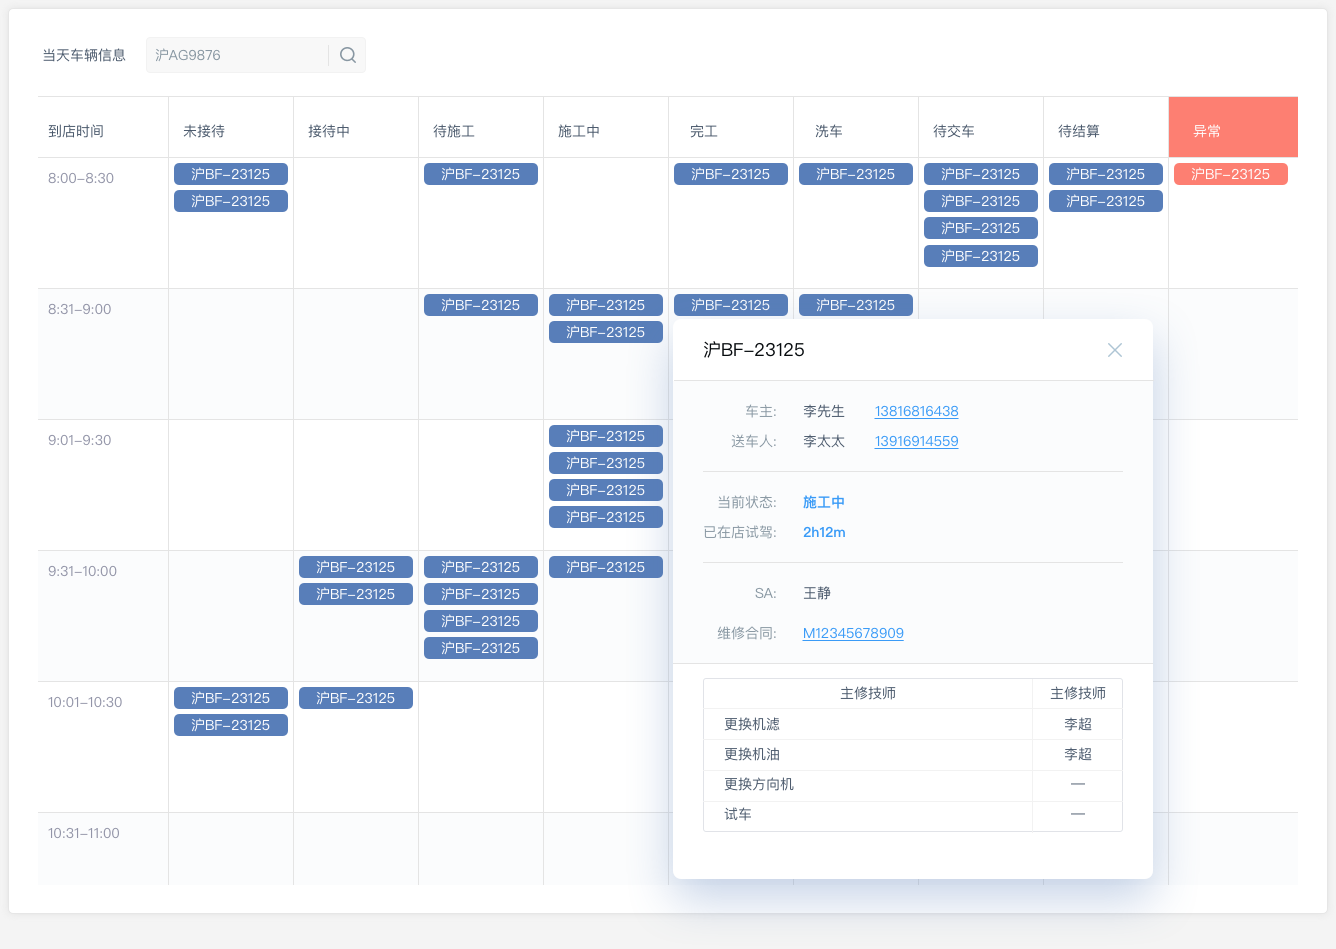 当天车辆信息 沪AG9876
到店时间 未接待 接待中 待施工 施工中 完工 洗车 待交车 待结算 异常
8:00–8:30 沪BF–23125 沪BF–23125 沪BF–23125 沪BF–23125 沪BF–23125 沪BF–23125 沪BF–23125
沪BF–23125 沪BF–23125 沪BF–23125
沪BF–23125
沪BF–23125
8:31–9:00 沪BF–23125 沪BF–23125 沪BF–23125 沪BF–23125
沪BF–23125
9:01–9:30 沪BF–23125
沪BF–23125
沪BF–23125
沪BF–23125
9:31–10:00 沪BF–23125 沪BF–23125 沪BF–23125
沪BF–23125 沪BF–23125
沪BF–23125
沪BF–23125
10:01–10:30 沪BF–23125 沪BF–23125
沪BF–23125
10:31–11:00
沪BF–23125
车主: 李先生 13816816438
送车人: 李太太 13916914559
当前状态: 施工中
已在店试驾: 2h12m
SA: 王静
维修合同: M12345678909
主修技师 主修技师
更换机滤 李超
更换机油 李超
更换方向机 —
试车 —